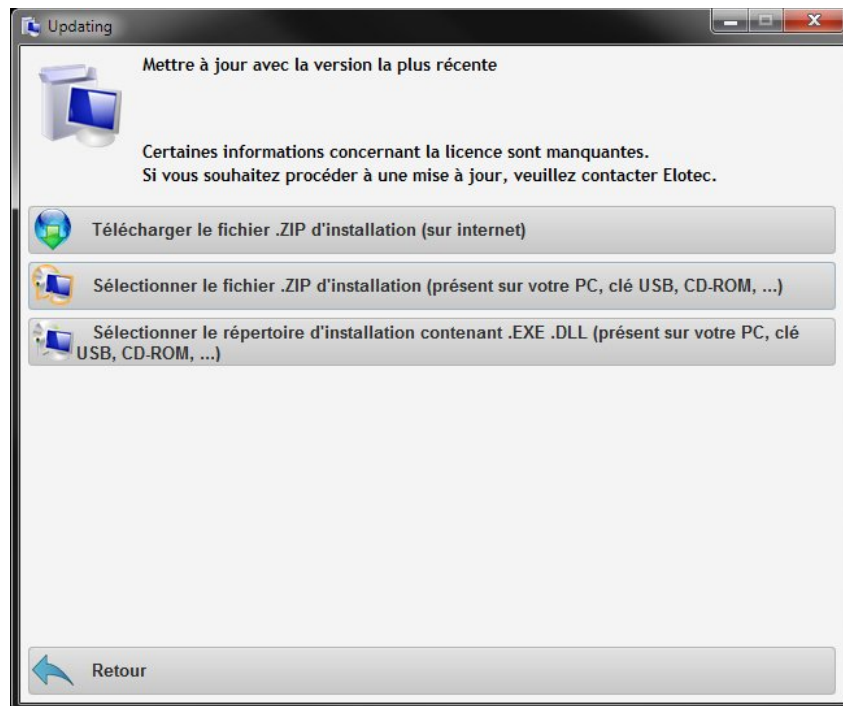 Updating
Mettre à jour avec la version la plus récente
Certaines informations concernant la licence sont manquantes.
Si vous souhaitez procéder à une mise à jour, veuillez contacter Elotec.
Télécharger le fichier .ZIP d'installation (sur internet)
Sélectionner le fichier .ZIP d'installation (présent sur votre PC, clé USB, CD-ROM, ...)
Sélectionner le répertoire d'installation contenant .EXE .DLL (présent sur votre PC, clé
USB, CD-ROM, ...)
Retour